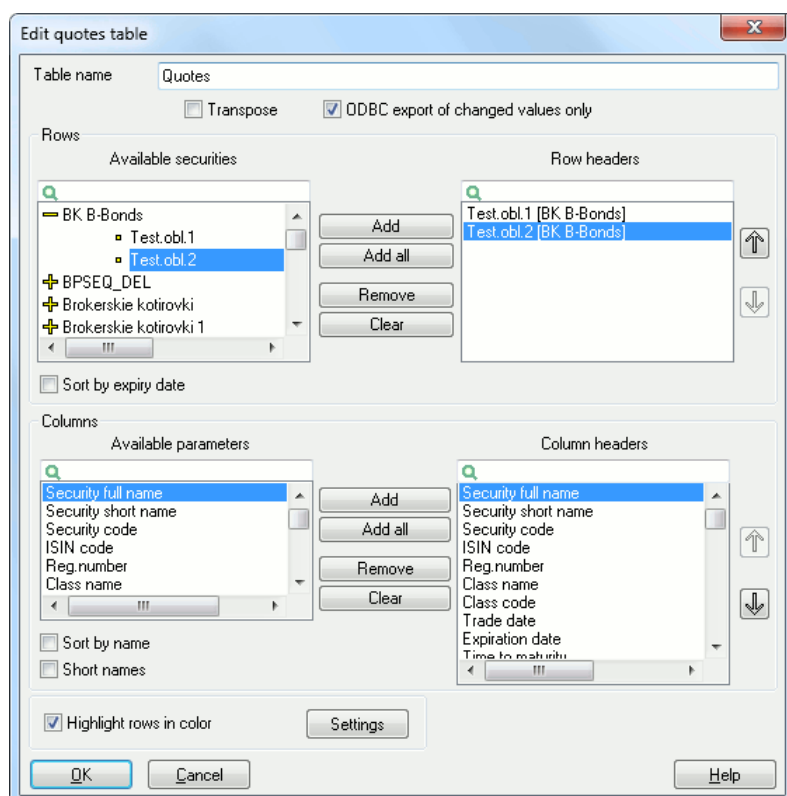 Edit quotes table
Table name
Quotes
Transpose
ODBC export of changed values only
Rows
Available securities
BK B-Bonds
Test.obl.1
Test.obl.2
BPSEQ_DEL
Brokerskie kotirovki
Brokerskie kotirovki 1
Sort by expiry date
Add
Add all
Remove
Clear
Row headers
Test.obl.1 [BK B-Bonds]
Test.obl.2 [BK B-Bonds]
Columns
Available parameters
Security full name
Security short name
Security code
ISIN code
Reg.number
Class name
Sort by name
Short names
Add
Add all
Remove
Clear
Column headers
Security full name
Security short name
Security code
ISIN code
Reg.number
Class name
Class code
Trade date
Expiration date
Time to maturity
Highlight rows in color
Settings
OK
Cancel
Help